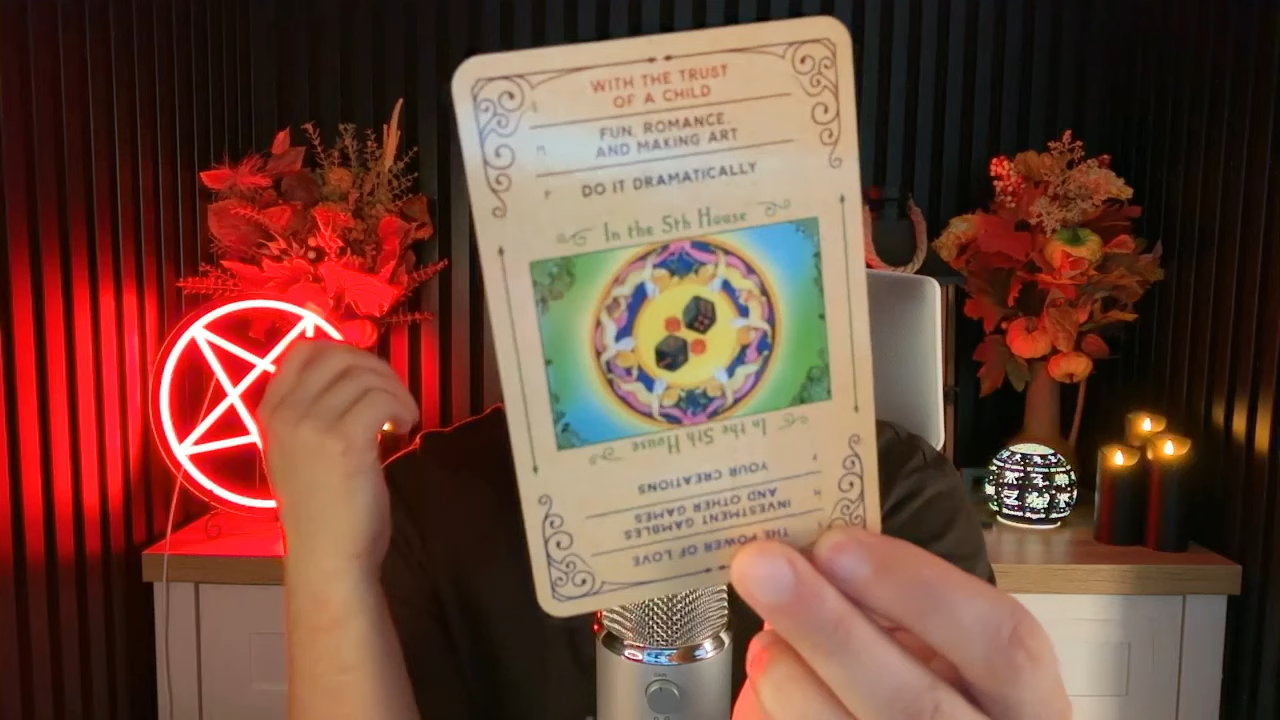 WITH THE TRUST
OF A CHILD
FUN, ROMANCE,
AND MAKING ART
DO IT DRAMATICALLY
In the 5th House
In the 5th House
YOUR CREATIONS
INVESTMENT GAMBLES
AND OTHER GAMES
THE POWER OF LOVE